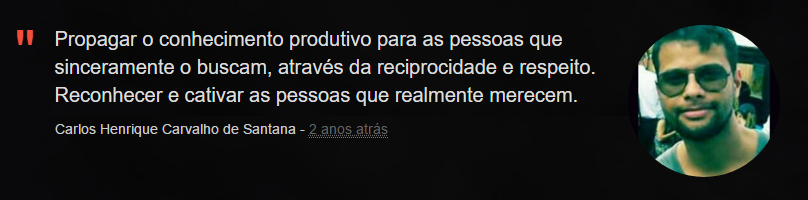 " Propagar o conhecimento produtivo para as pessoas que
sinceramente o buscam, através da reciprocidade e respeito.
Reconhecer e cativar as pessoas que realmente merecem.
Carlos Henrique Carvalho de Santana - 2 anos atrás